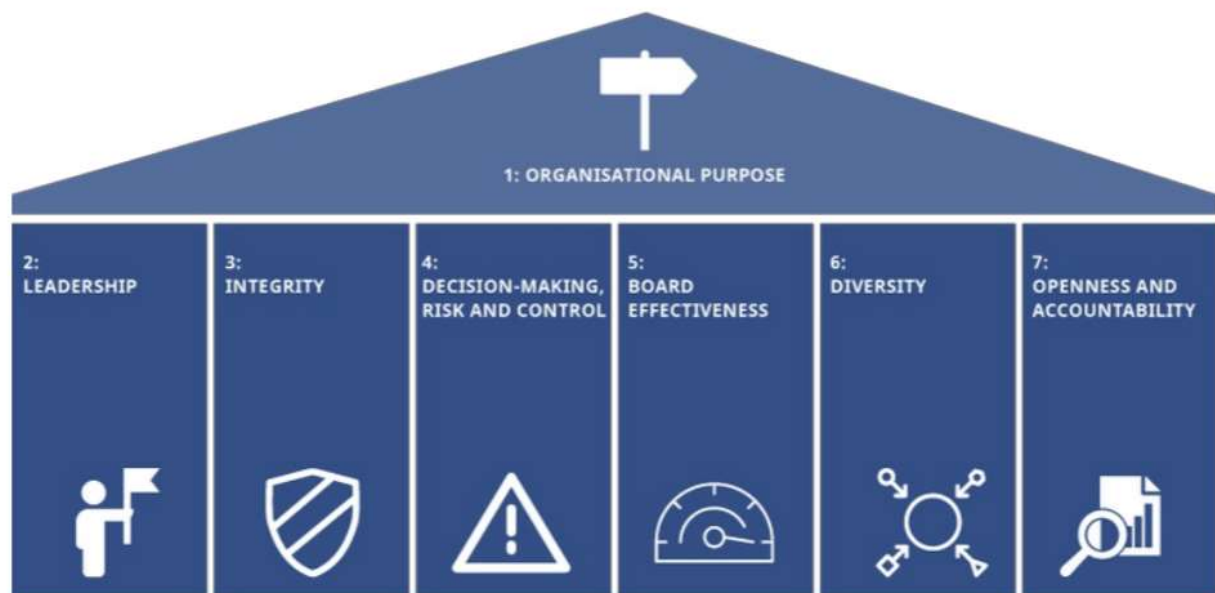 1: ORGANISATIONAL PURPOSE
2:
LEADERSHIP
3:
INTEGRITY
4:
DECISION-MAKING,
RISK AND CONTROL
5:
BOARD
EFFECTIVENESS
6:
DIVERSITY
7:
OPENNESS AND
ACCOUNTABILITY